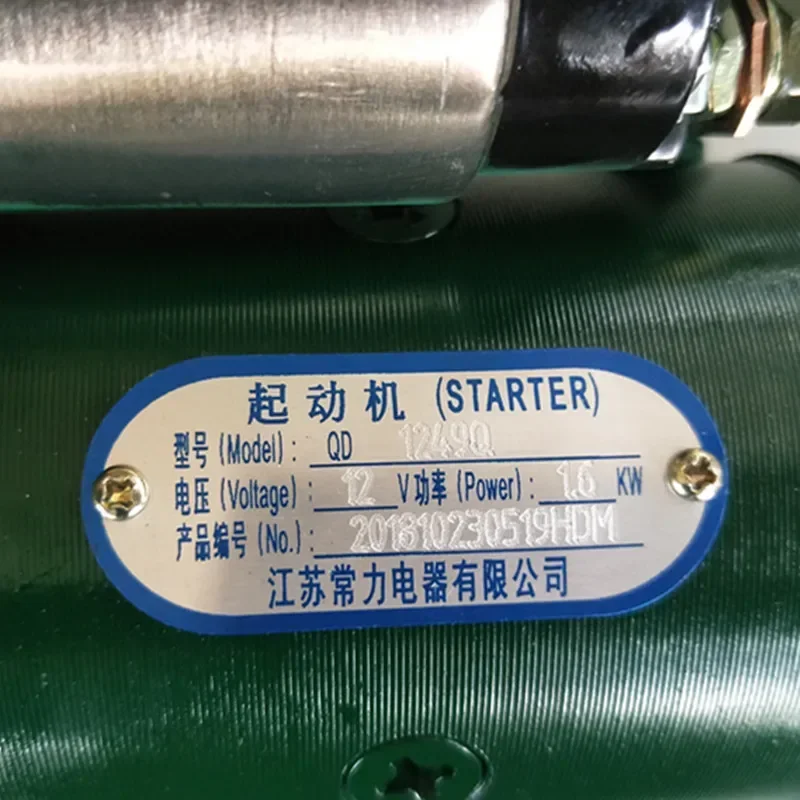 起动机 (STARTER)
型号(Model): QD 1249Q
电压(Voltage): 12 V功率(Power): 1.6 KW
产品编号(No.): 201810230519HDM
江苏常力电器有限公司